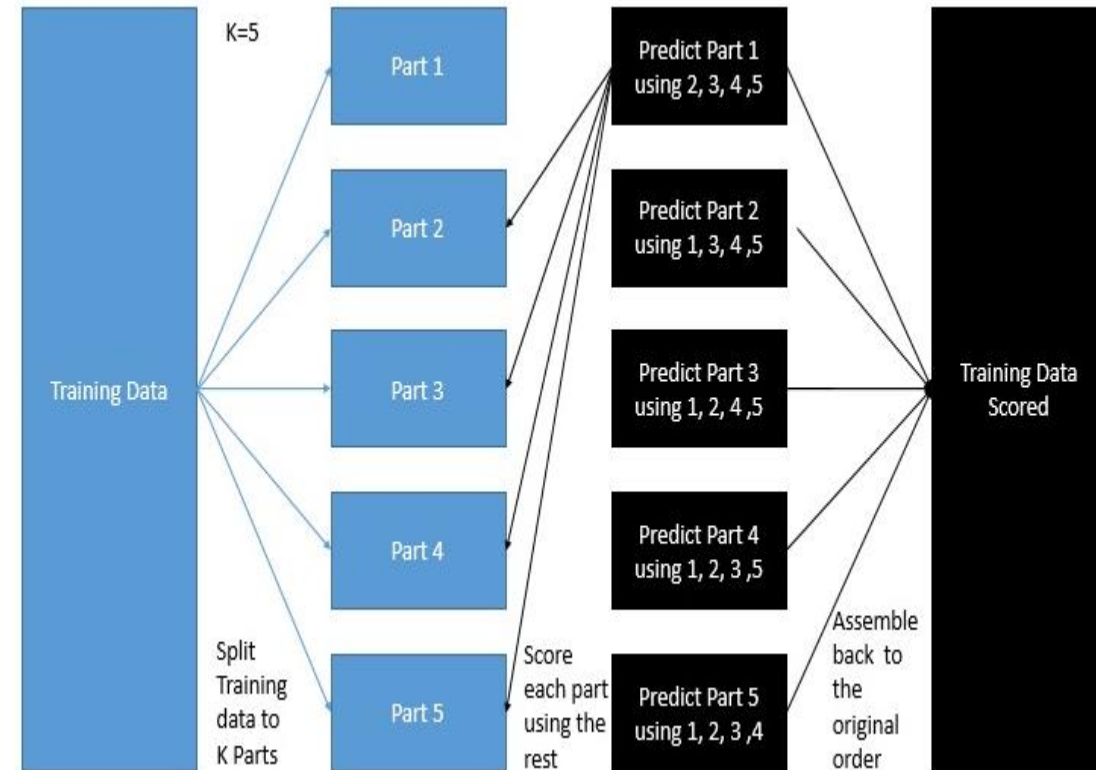 K=5
Training Data
Split
Training
data to
K Parts
Part 1
Part 2
Part 3
Part 4
Part 5
Score
each part
using the
rest
Predict Part 1
using 2, 3, 4 ,5
Predict Part 2
using 1, 3, 4 ,5
Predict Part 3
using 1, 2, 4 ,5
Predict Part 4
using 1, 2, 3 ,5
Predict Part 5
using 1, 2, 3 ,4
Assemble
back to
the
original
order
Training Data
Scored